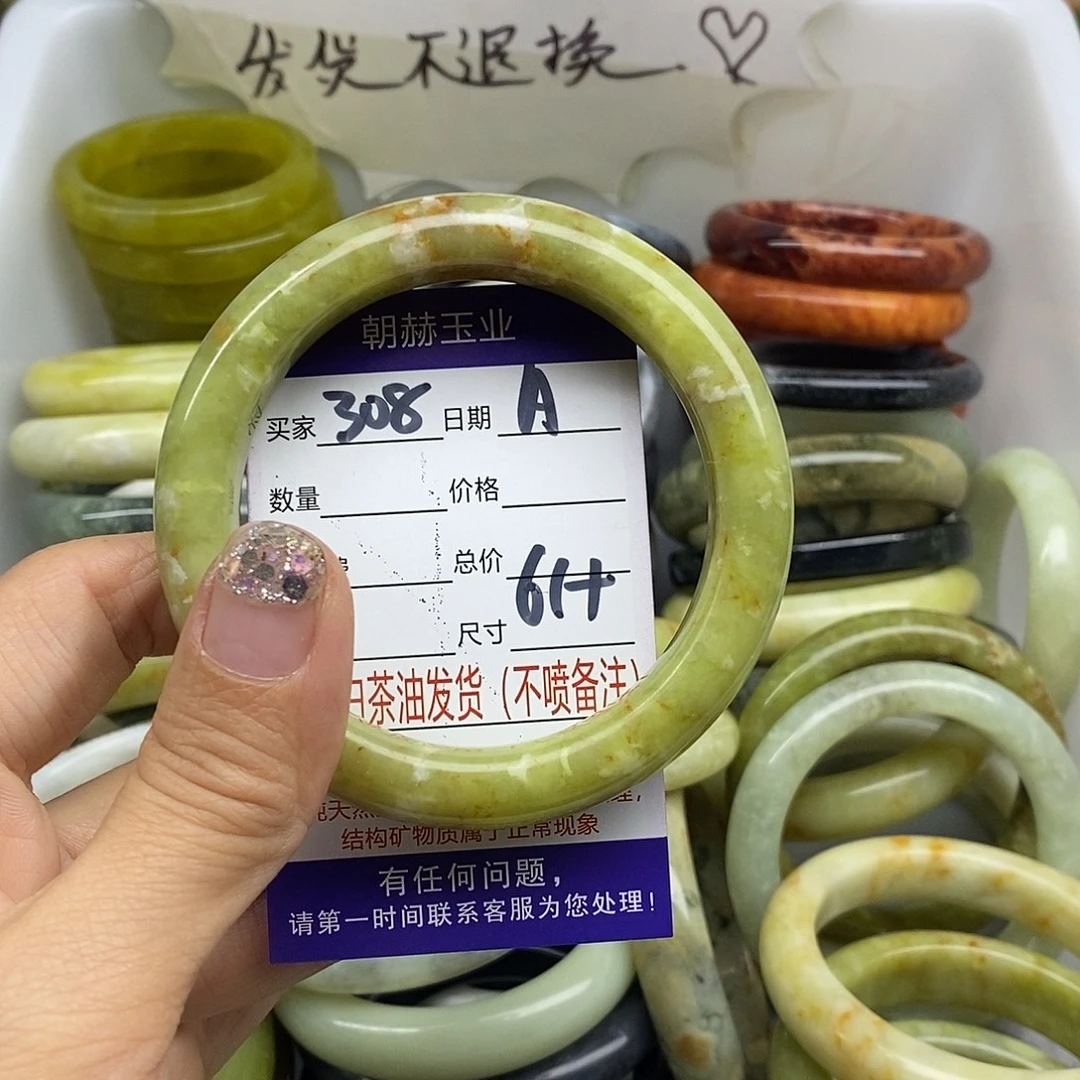 发货不退换
朝赫玉业
买家 308 日期 A
数量 价格
总价
尺寸 61+
白茶油发货（不喷备注）
结构矿物质属于正常现象
有任何问题，
请第一时间联系客服为您处理！